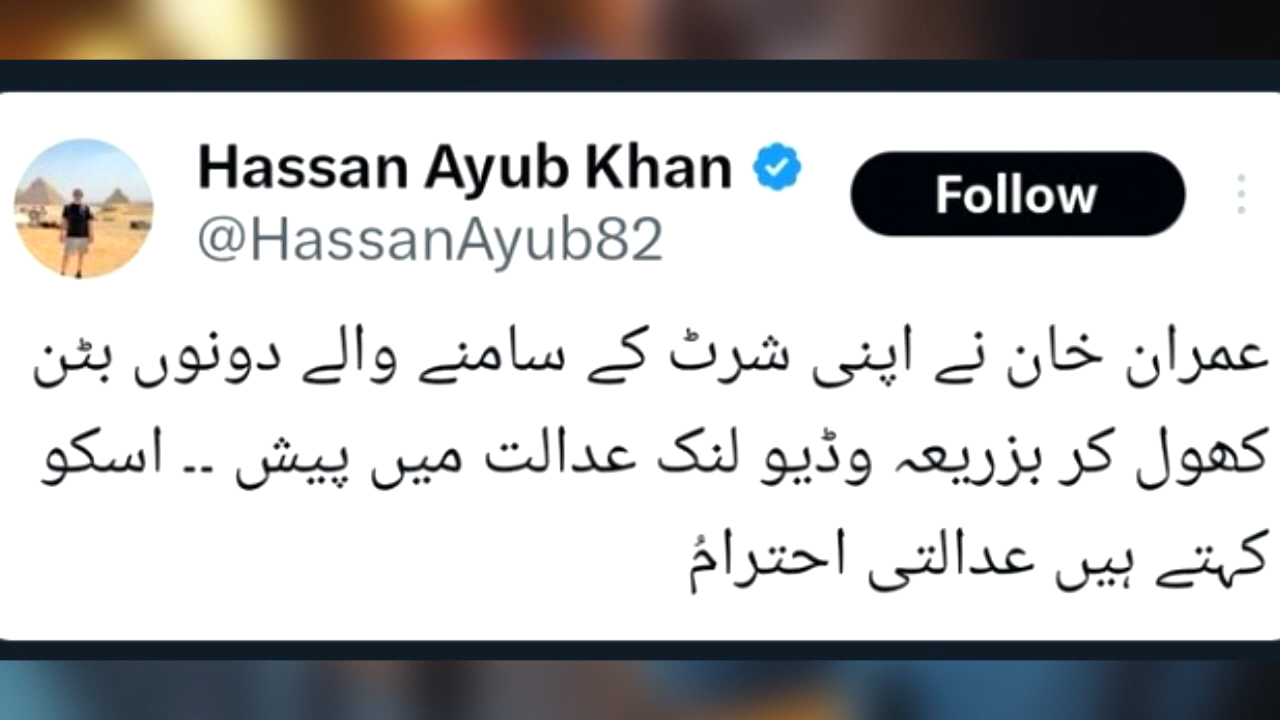 Hassan Ayub Khan
@HassanAyub82
Follow
عمران خان نے اپنی شرٹ کے سامنے والے دونوں بٹن
کھول کر بزریعہ وڈیو لنک عدالت میں پیش ۔۔ اسکو
کہتے ہیں عدالتی احترامُ